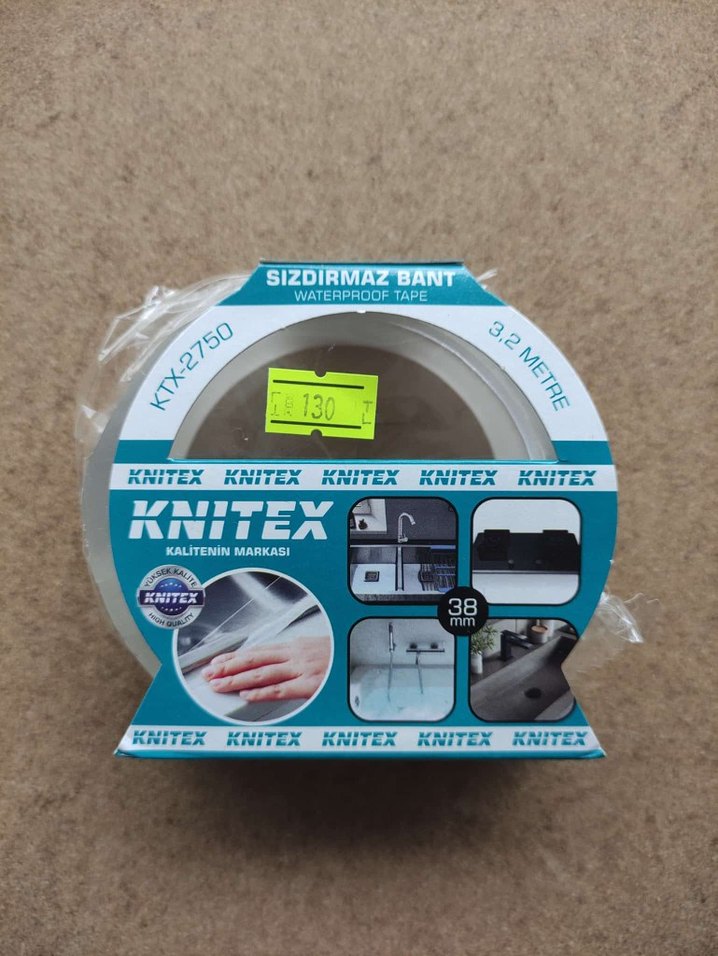 SIZDIRMAZ BANT
WATERPROOF TAPE
KTX-2750
3,2 METRE
130
KNITEX KNITEX KNITEX KNITEX KNITEX
KNITEX
KALİTENİN MARKASI
YÜKSEK KALİTE
KNITEX
HIGH QUALITY
38
mm
KNITEX KNITEX KNITEX KNITEX KNITEX